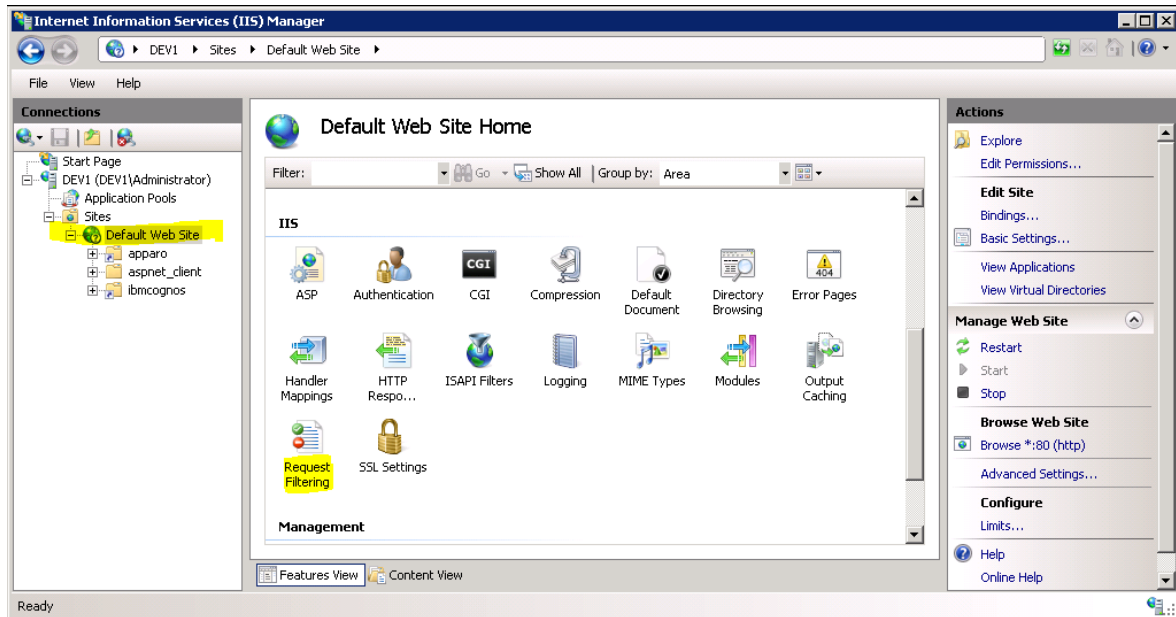 Internet Information Services (IIS) Manager
DEV1 Sites Default Web Site
File View Help
Connections
Start Page
DEV1 (DEV1\Administrator)
Application Pools
Sites
Default Web Site
apparo
aspnet_client
ibmcognos
Default Web Site Home
Filter: Go Show All Group by: Area
IIS
ASP
Authentication
CGI
CGI
Compression
Default
Document
Directory
Browsing
404
Error Pages
Handler
Mappings
HTTP
Respo...
ISAPI Filters
Logging
MIME Types
Modules
Output
Caching
Request
Filtering
SSL Settings
Management
Features View Content View
Actions
Explore
Edit Permissions...
Edit Site
Bindings...
Basic Settings...
View Applications
View Virtual Directories
Manage Web Site
Restart
Start
Stop
Browse Web Site
Browse *:80 (http)
Advanced Settings...
Configure
Limits...
Help
Online Help
Ready